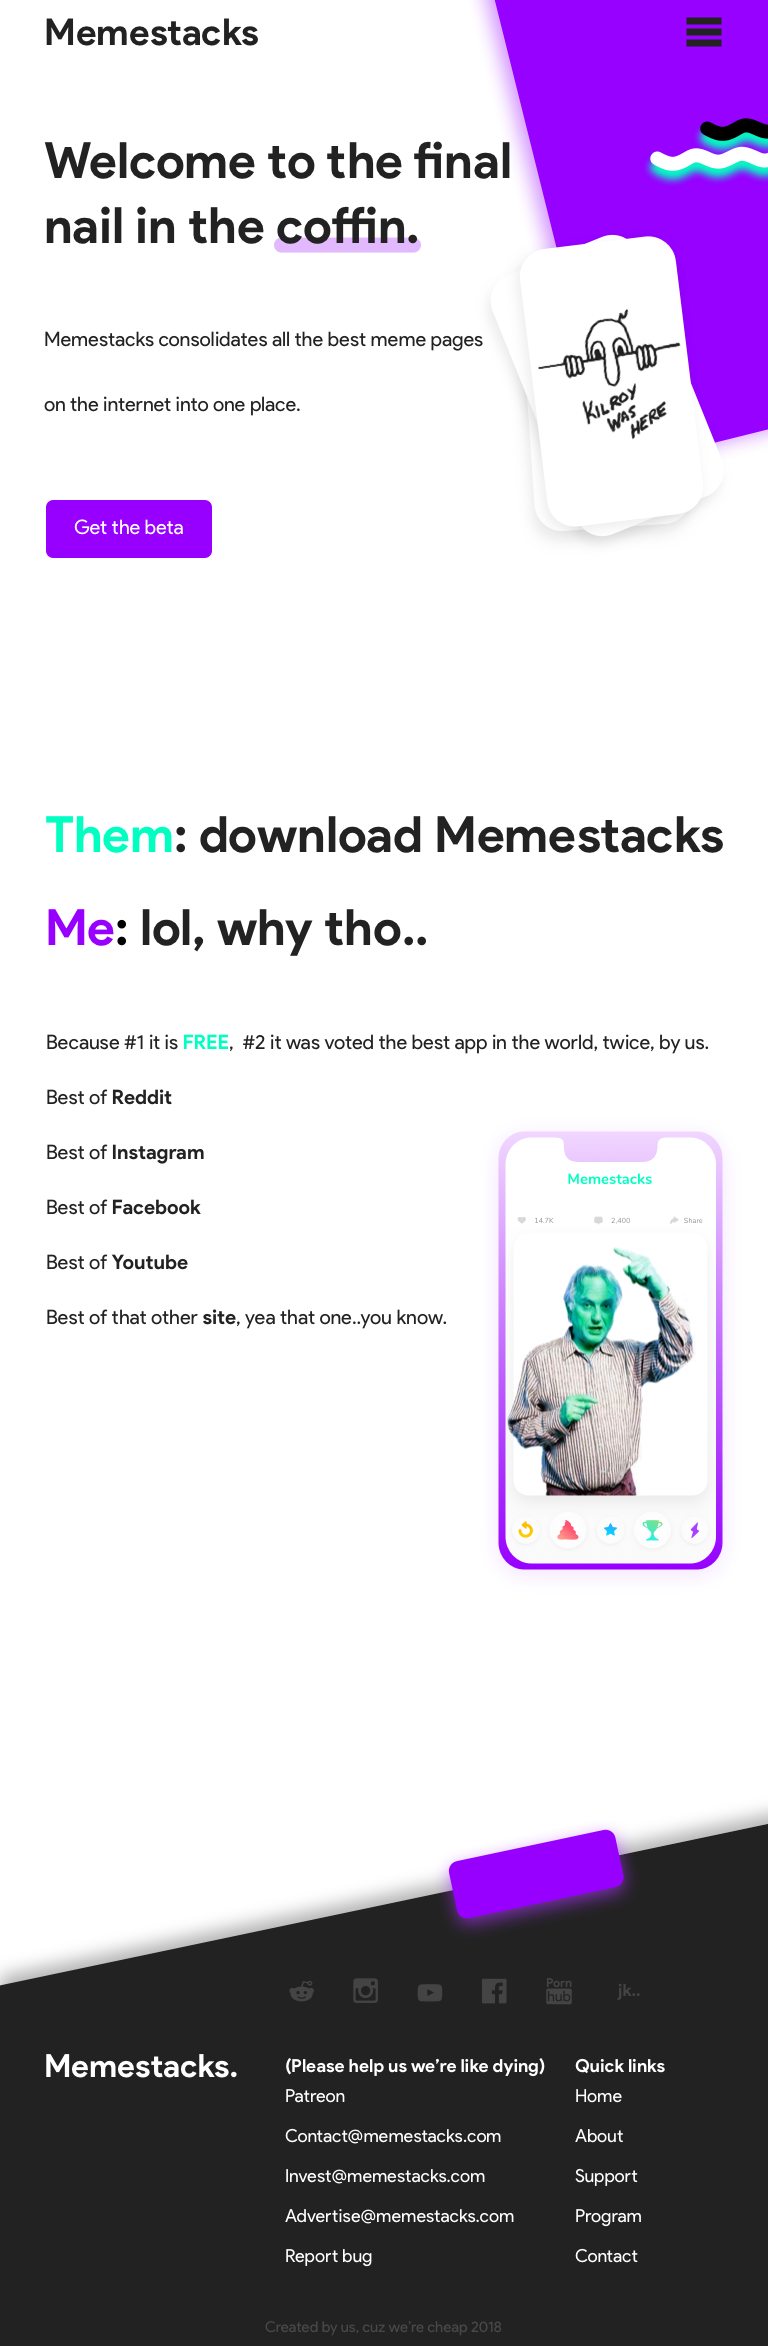 Memestacks
Welcome to the final
nail in the coffin.
Memestacks consolidates all the best meme pages
on the internet into one place.
KILROY
WAS
HERE
Get the beta
Them: download Memestacks
Me: lol, why tho..
Because #1 it is FREE,  #2 it was voted the best app in the world, twice, by us.
Best of Reddit
Best of Instagram
Best of Facebook
Best of Youtube
Best of that other site, yea that one..you know.
Memestacks
14.7K 2,400 Share
Porn
hub
jk..
Memestacks.
(Please help us we’re like dying)
Patreon
Contact@memestacks.com
Invest@memestacks.com
Advertise@memestacks.com
Report bug
Quick links
Home
About
Support
Program
Contact
Created by us, cuz we’re cheap 2018